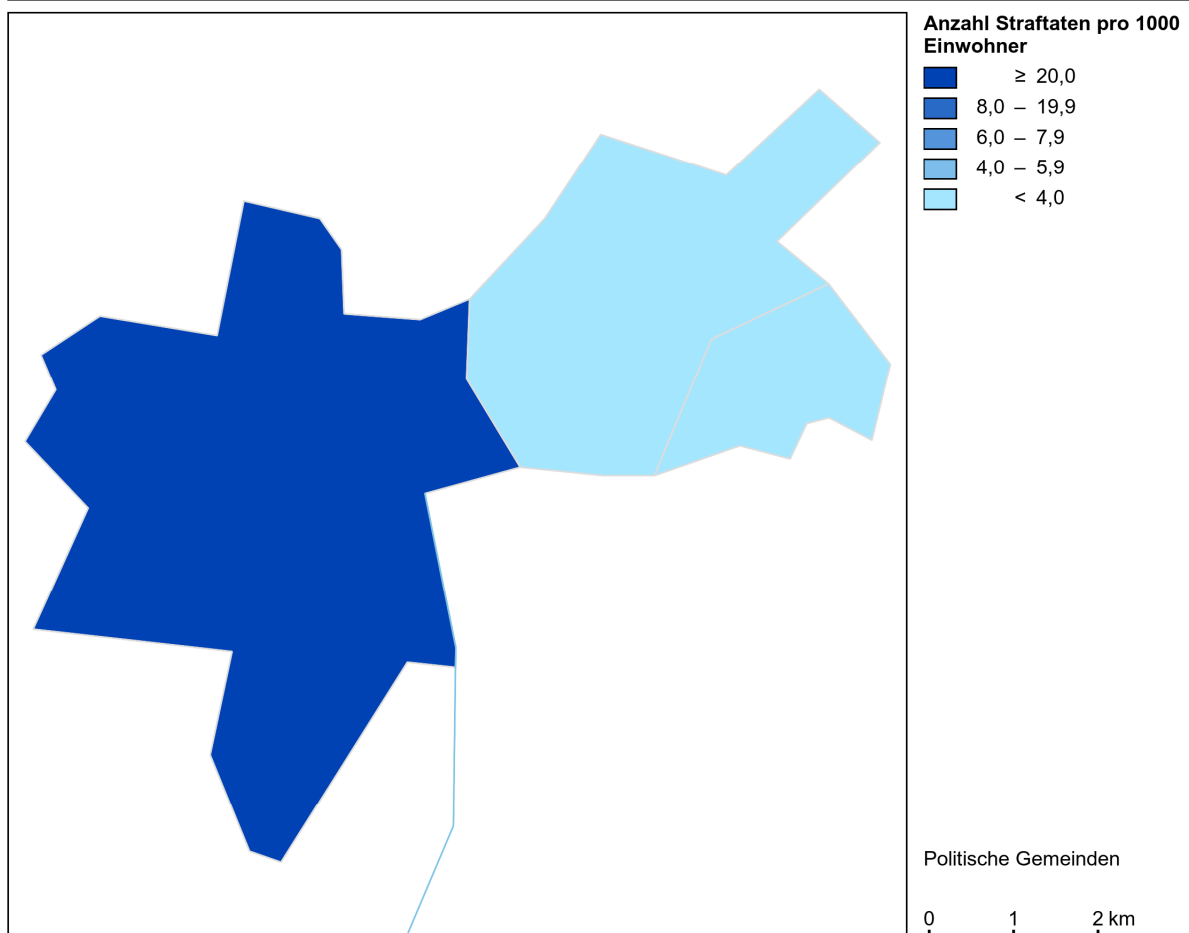 Anzahl Straftaten pro 1000
Einwohner
≥ 20,0
8,0 – 19,9
6,0 – 7,9
4,0 – 5,9
< 4,0
Politische Gemeinden
0 1 2 km